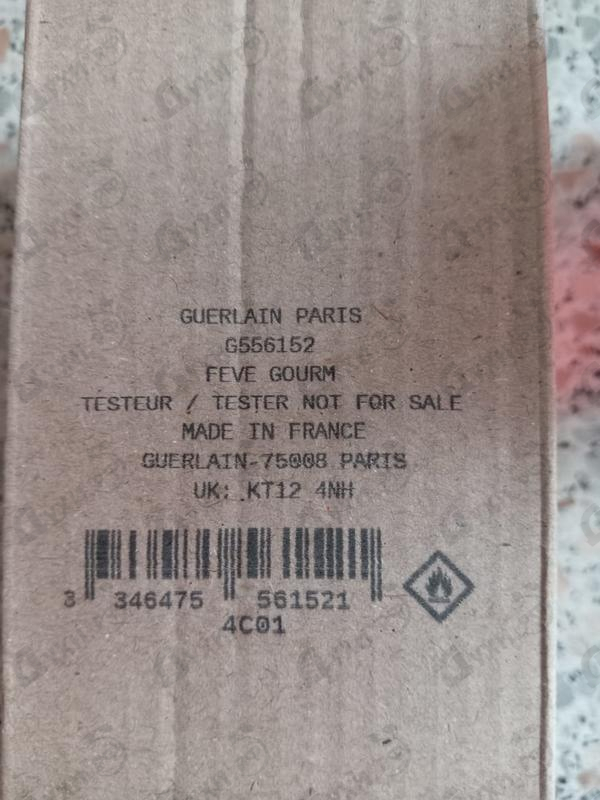 GUERLAIN PARIS
G556152
FEVE GOURM
TESTEUR / TESTER NOT FOR SALE
MADE IN FRANCE
GUERLAIN-75008 PARIS
UK: KT12 4NH
3 346475 561521
4C01